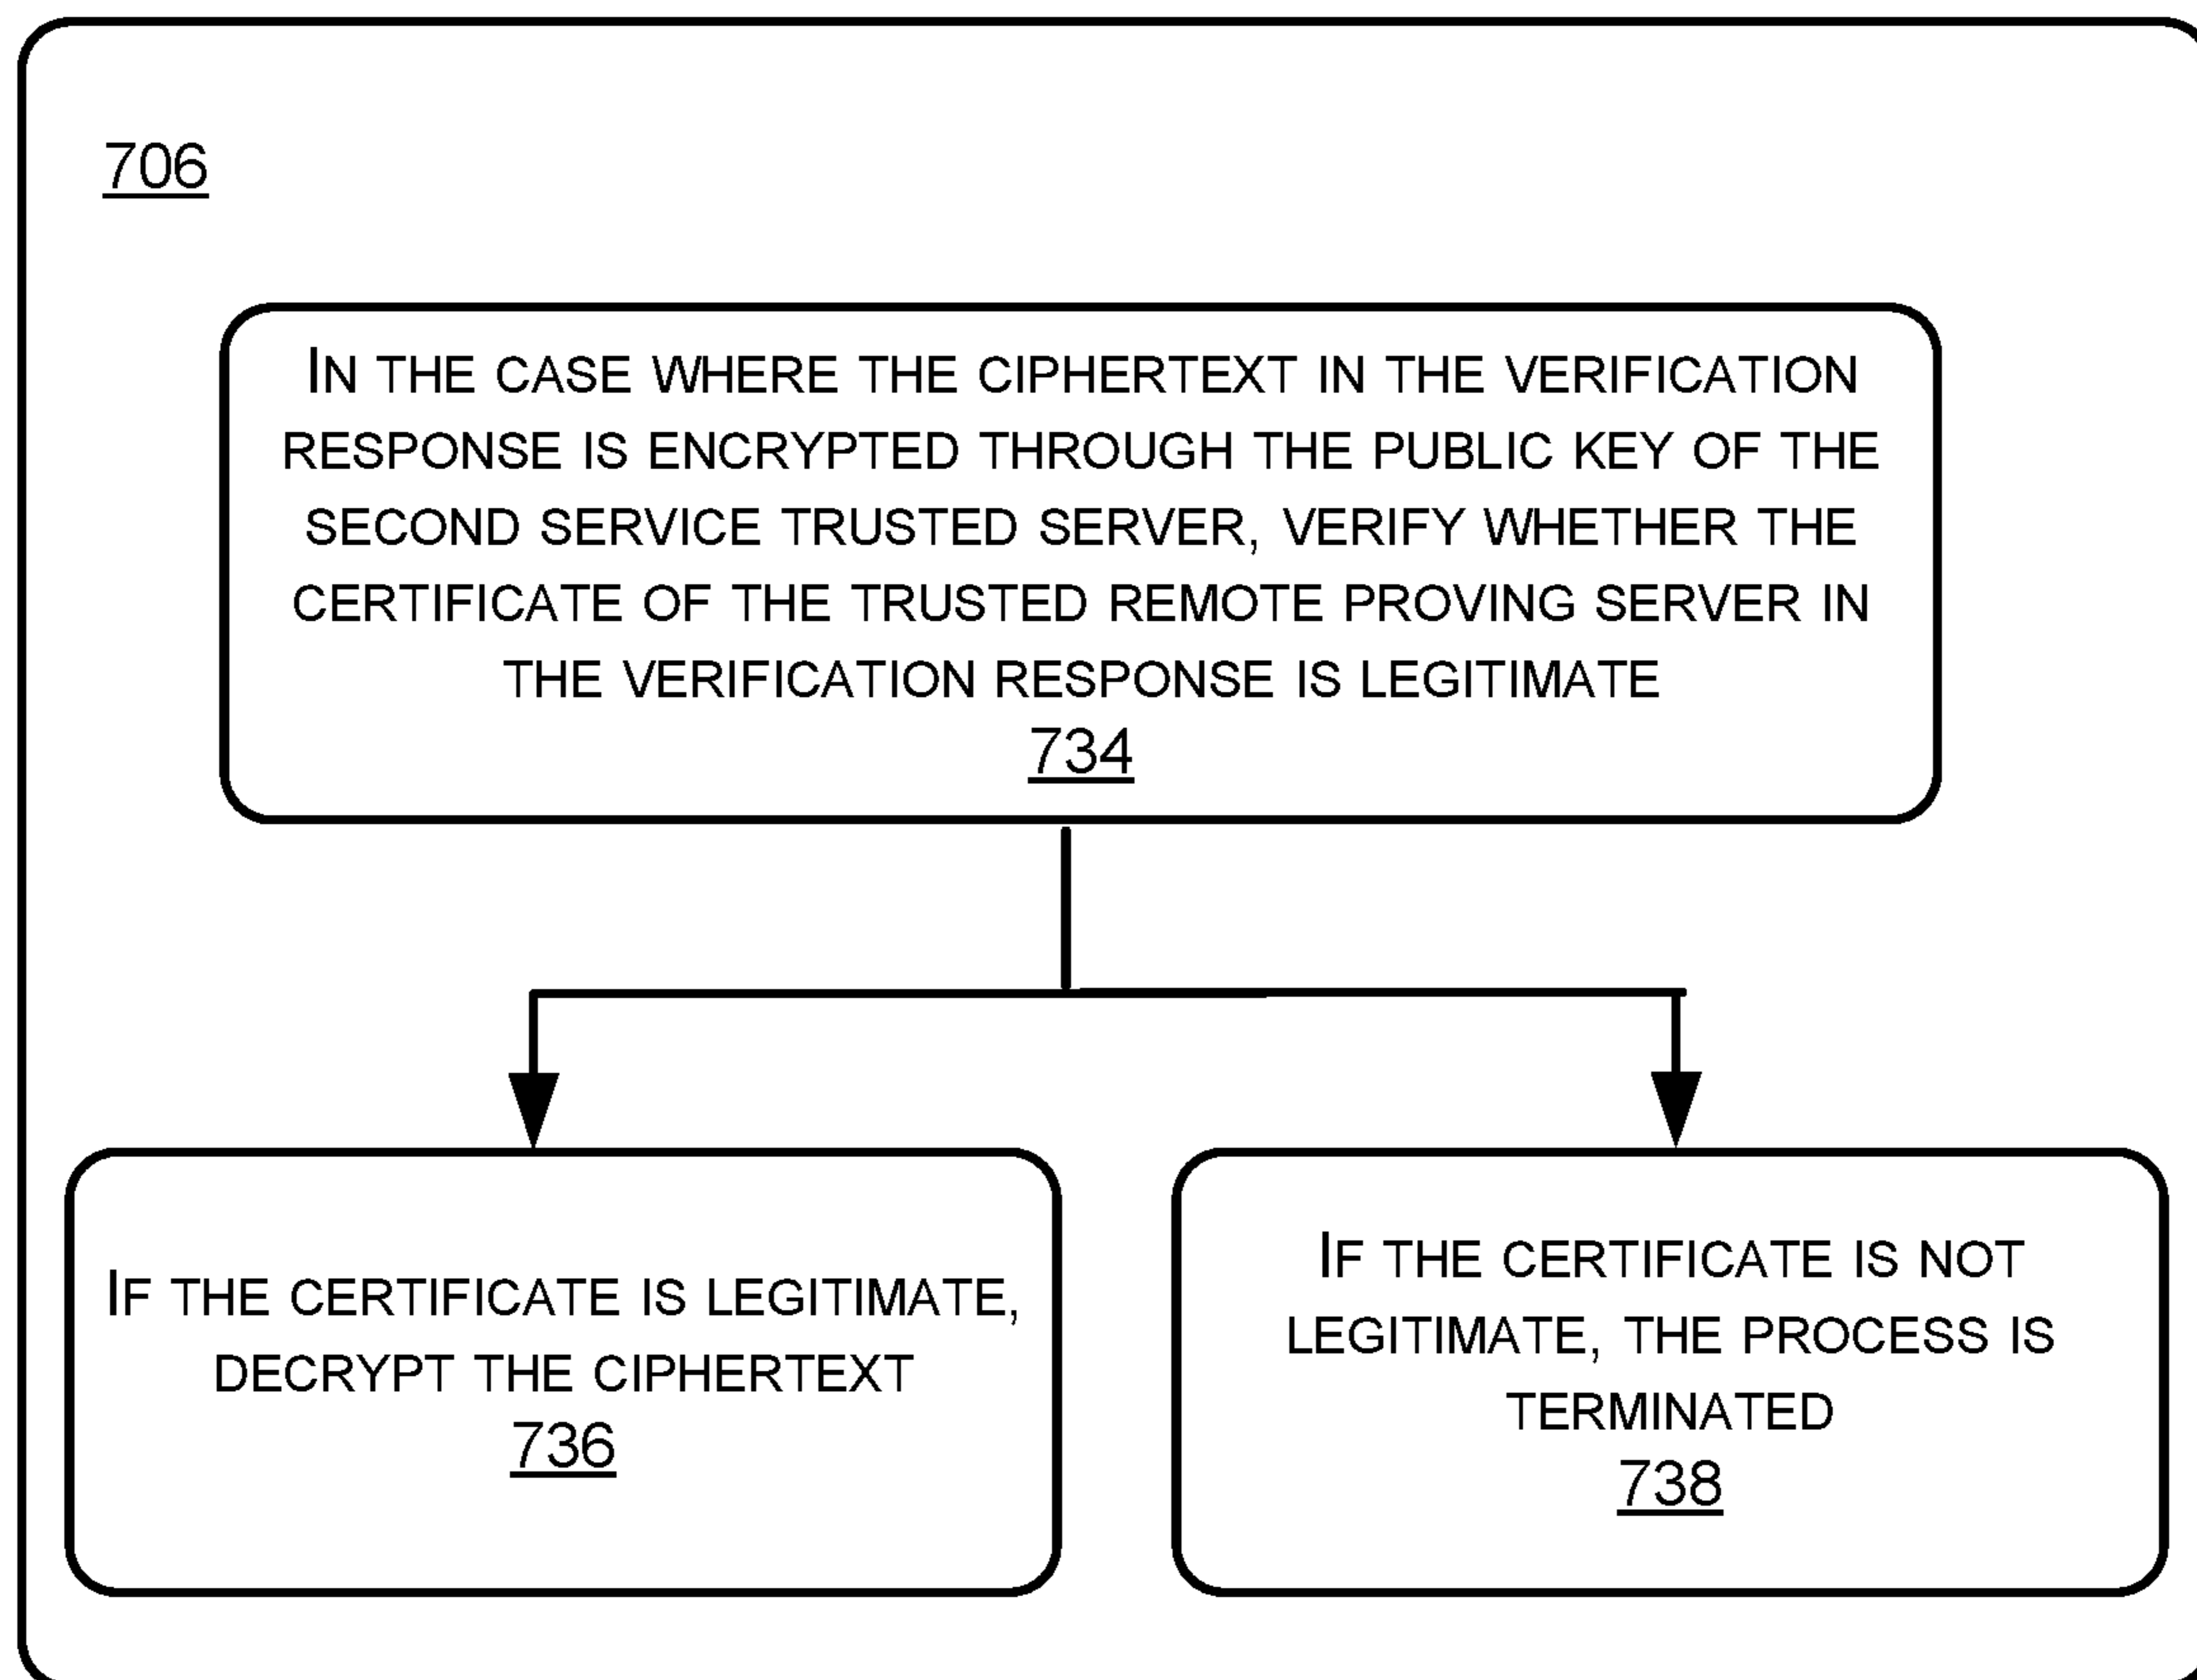 706
IN THE CASE WHERE THE CIPHERTEXT IN THE VERIFICATION
RESPONSE IS ENCRYPTED THROUGH THE PUBLIC KEY OF THE
SECOND SERVICE TRUSTED SERVER, VERIFY WHETHER THE
CERTIFICATE OF THE TRUSTED REMOTE PROVING SERVER IN
THE VERIFICATION RESPONSE IS LEGITIMATE
734
IF THE CERTIFICATE IS LEGITIMATE,
DECRYPT THE CIPHERTEXT
736
IF THE CERTIFICATE IS NOT
LEGITIMATE, THE PROCESS IS
TERMINATED
738